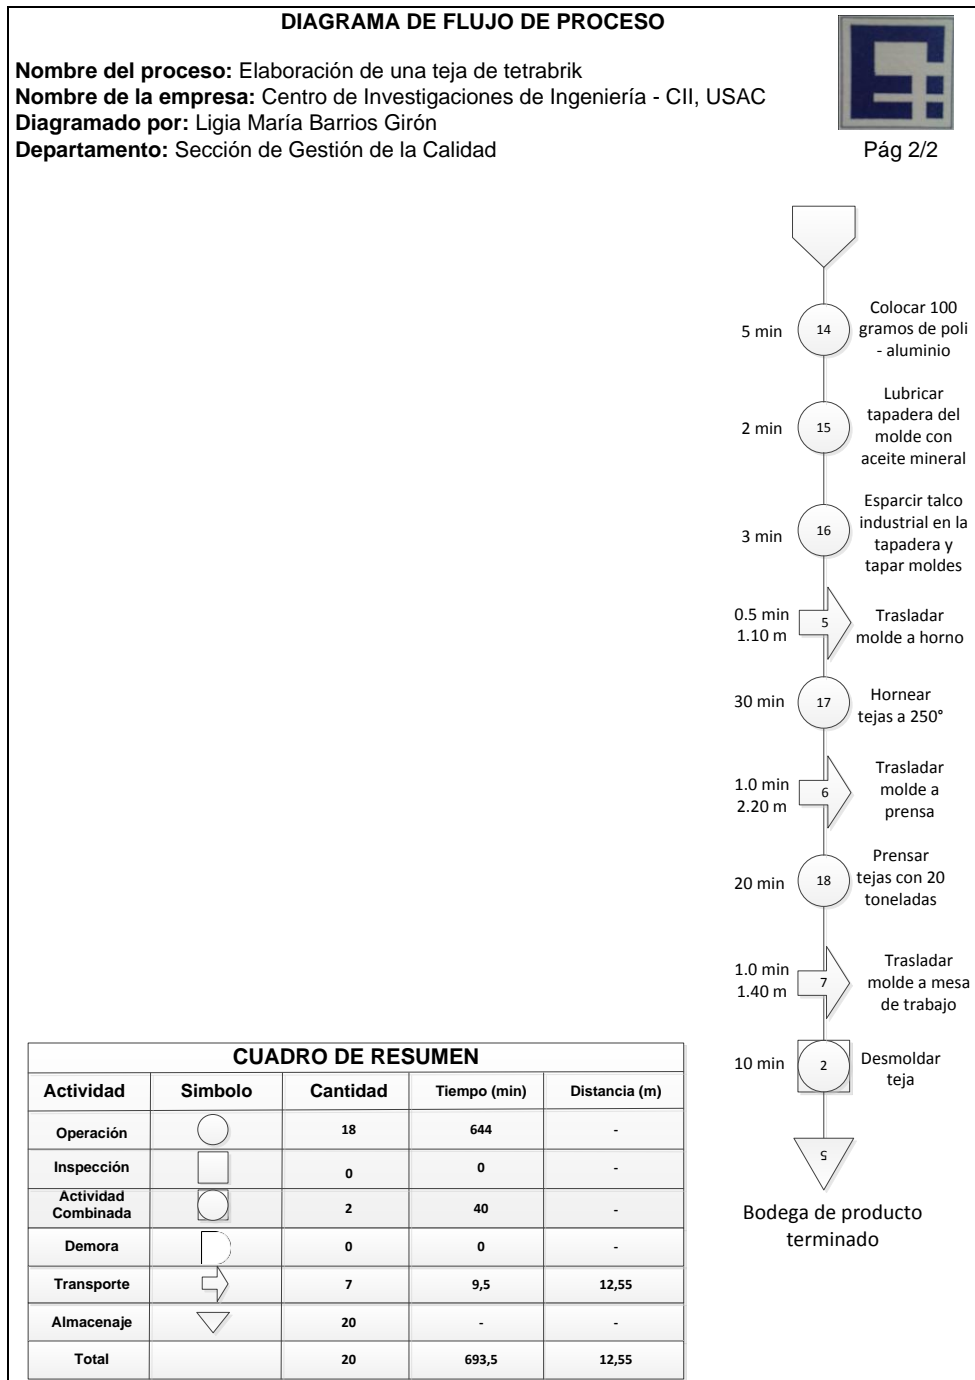 DIAGRAMA DE FLUJO DE PROCESO
Nombre del proceso: Elaboración de una teja de tetrabrik
Nombre de la empresa: Centro de Investigaciones de Ingeniería - CII, USAC
Diagramado por: Ligia María Barrios Girón
Departamento: Sección de Gestión de la Calidad
Pág 2/2
5 min
14
Colocar 100
gramos de poli
- aluminio
2 min
15
Lubricar
tapadera del
molde con
aceite mineral
3 min
16
Esparcir talco
industrial en la
tapadera y
tapar moldes
0.5 min
1.10 m
5
Trasladar
molde a horno
30 min
17
Hornear
tejas a 250°
1.0 min
2.20 m
6
Trasladar
molde a
prensa
20 min
18
Prensar
tejas con 20
toneladas
1.0 min
1.40 m
7
Trasladar
molde a mesa
de trabajo
10 min
2
Desmoldar
teja
5
Bodega de producto
terminado
CUADRO DE RESUMEN
Actividad Simbolo Cantidad Tiempo (min) Distancia (m)
Operación 18 644 -
Inspección 0 0 -
Actividad
Combinada 2 40 -
Demora 0 0 -
Transporte 7 9,5 12,55
Almacenaje 20 - -
Total 20 693,5 12,55